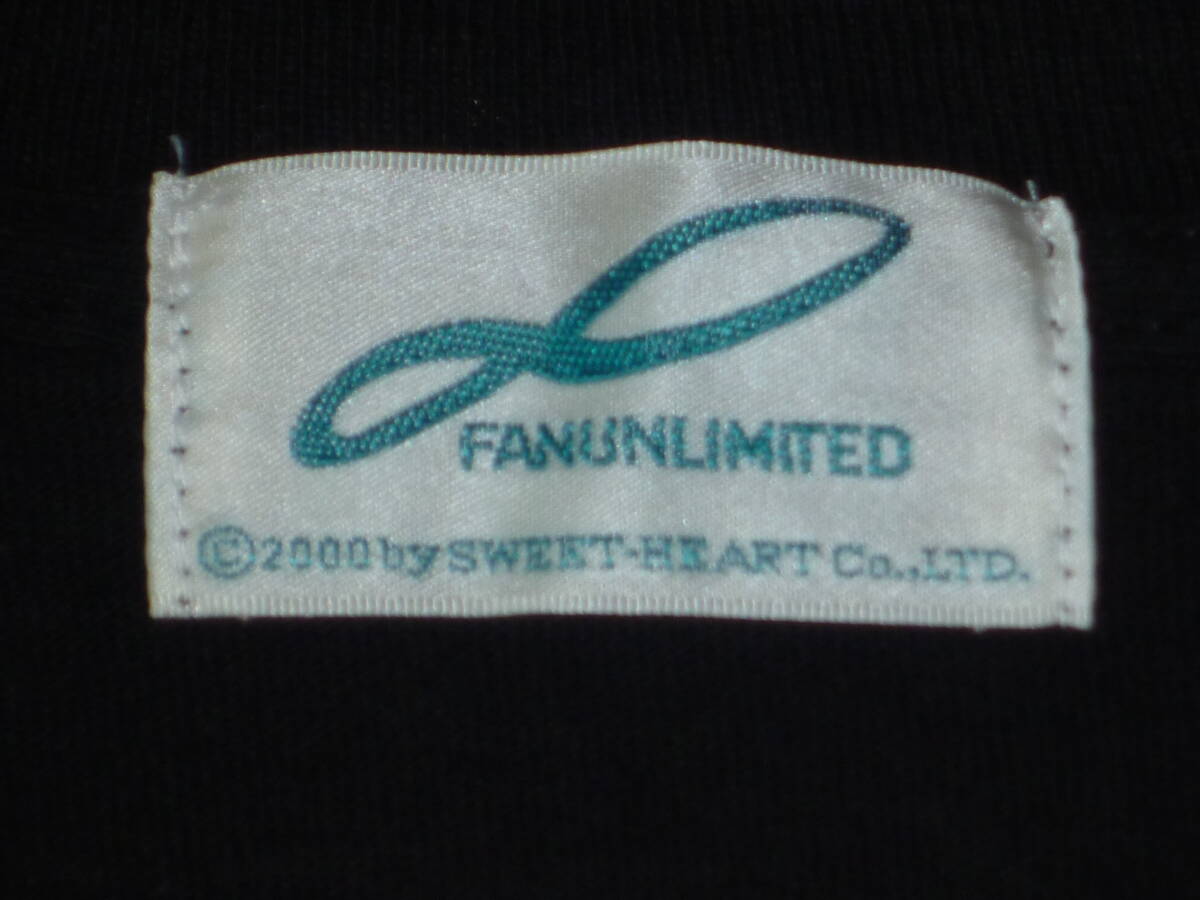 FANUNLIMITED
©2000 by SWEET-HEART Co.,LTD.